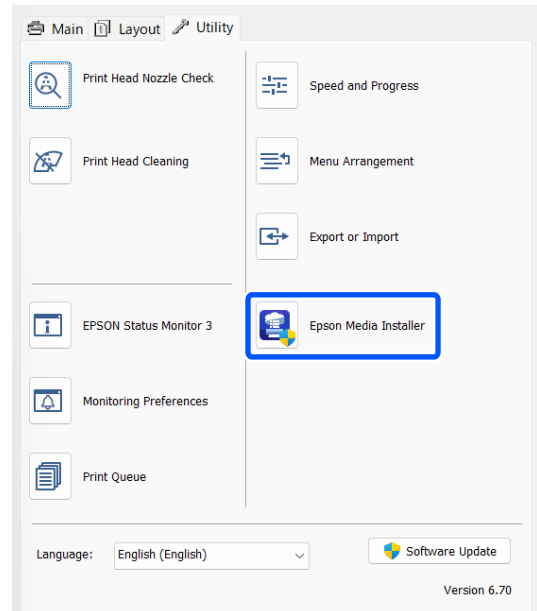 Main
Layout
Utility
Print Head Nozzle Check
Speed and Progress
Print Head Cleaning
Menu Arrangement
Export or Import
EPSON Status Monitor 3
Epson Media Installer
Monitoring Preferences
Print Queue
Language:
English (English)
Software Update
Version 6.70